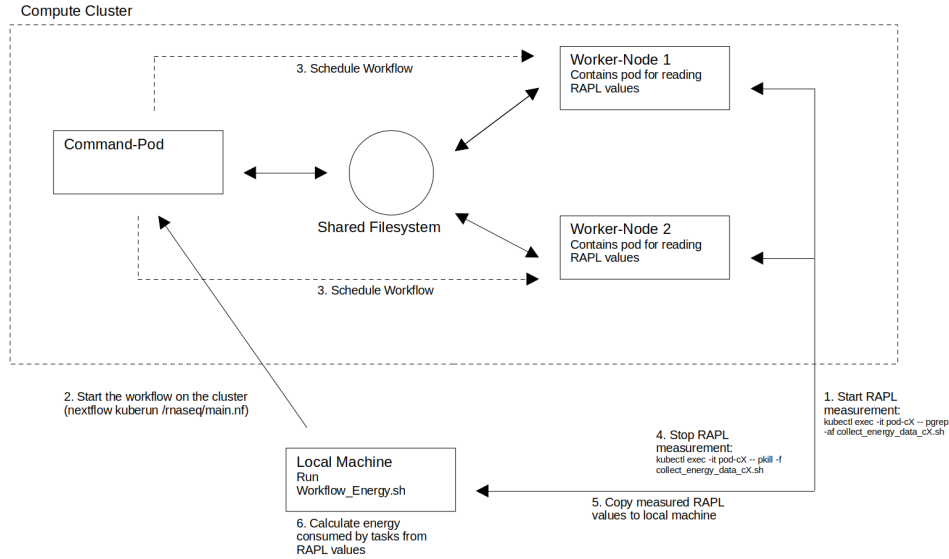 Compute Cluster
3. Schedule Workflow
Worker-Node 1
Contains pod for reading
RAPL values
Command-Pod
Shared Filesystem
Worker-Node 2
Contains pod for reading
RAPL values
3. Schedule Workflow
2. Start the workflow on the cluster
(nextflow kuberun /rnaseq/main.nf)
1. Start RAPL
measurement:
kubectl exec -it pod-cX -- pgrep
-af collect_energy_data_cX.sh
4. Stop RAPL
measurement:
kubectl exec -it pod-cX -- pkill -f
collect_energy_data_cX.sh
Local Machine
Run
Workflow_Energy.sh
5. Copy measured RAPL
values to local machine
6. Calculate energy
consumed by tasks from
RAPL values